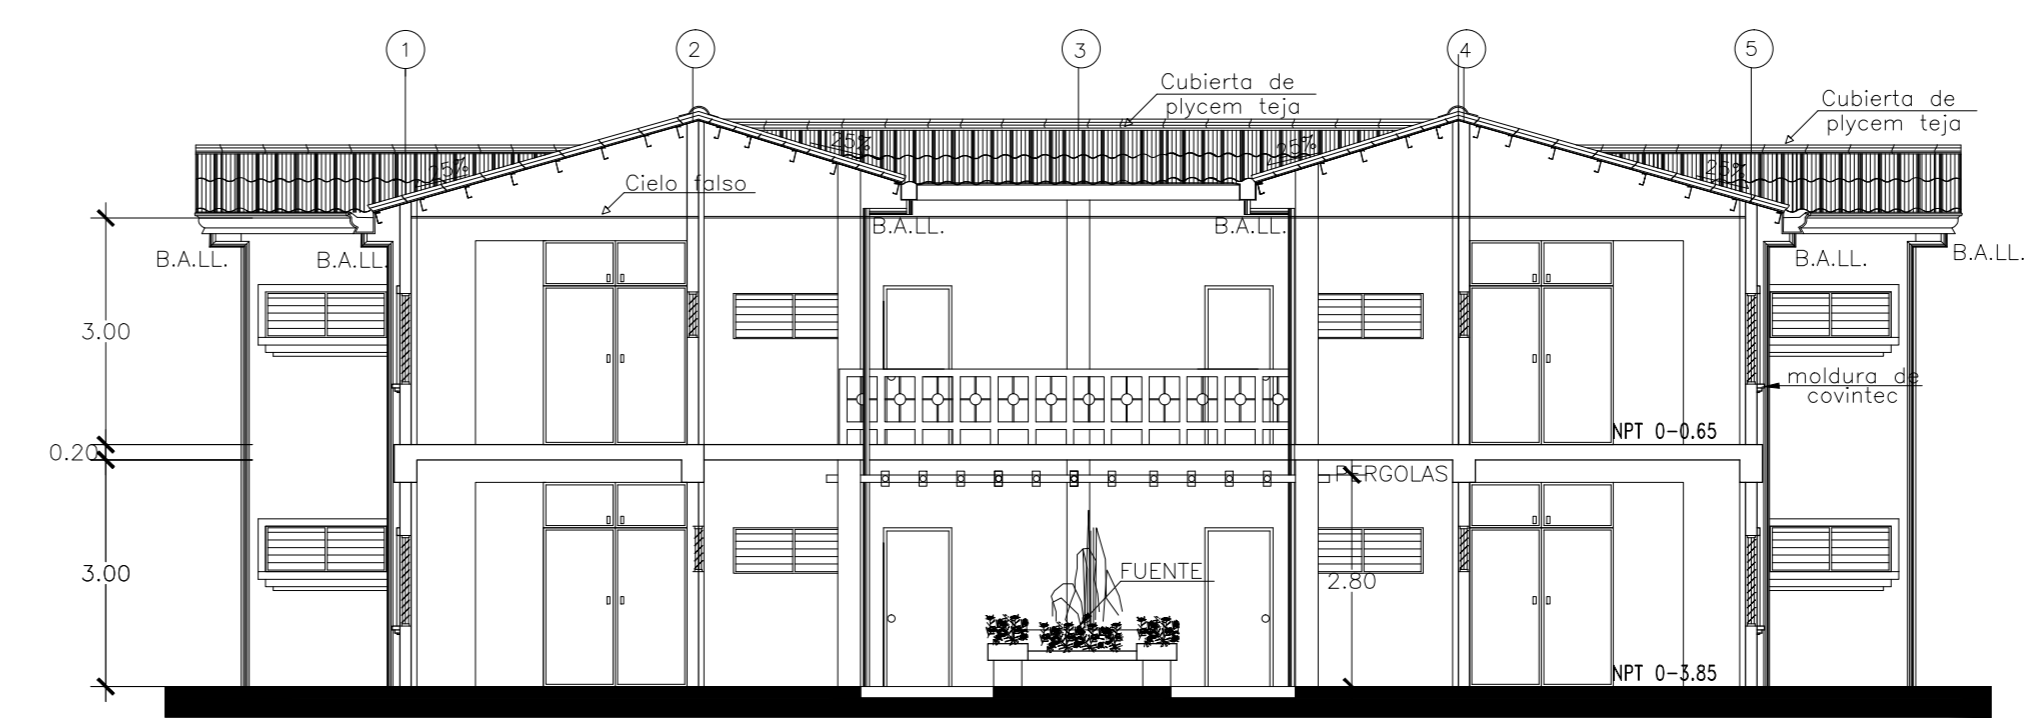 1 2 3 4 5
Cubierta de
plycem teja
Cubierta de
plycem teja
25% 25% 25% 25%
Cielo falso
B.A.LL. B.A.LL. B.A.LL. B.A.LL. B.A.LL. B.A.LL.
3.00
moldura de
covintec
NPT 0-0.65
0.20
PERGOLAS
3.00
FUENTE
2.80
NPT 0-3.85